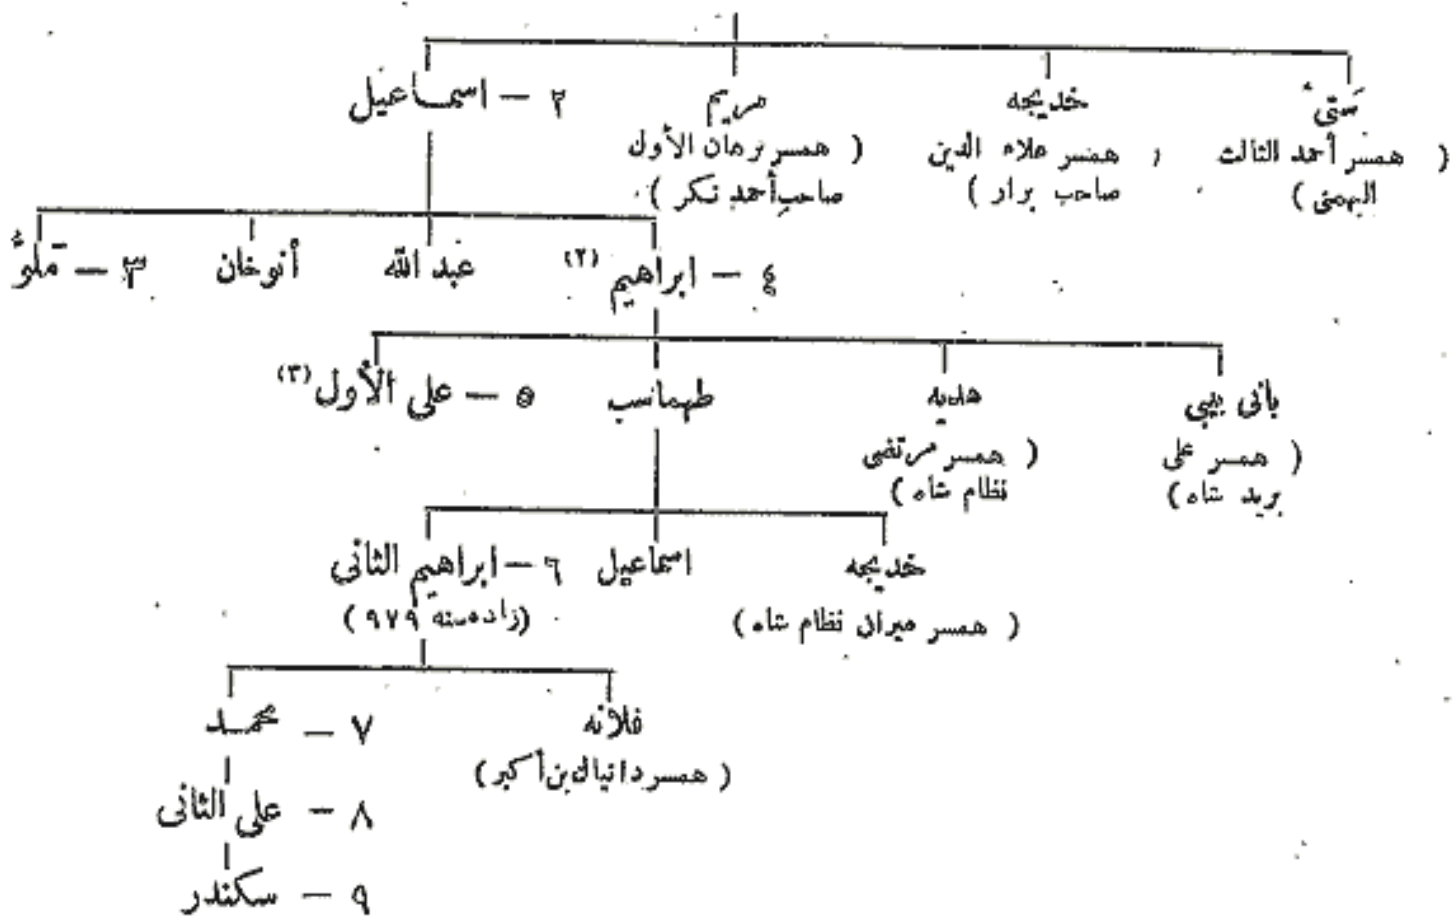 ستىّ خديجه مريم ٢ — اسماعيل
( همسر أحمد الثالث ( همسر علاء الدين ( همسر برهان الأول
البهمنى ) صاحب برار ) صاحب أحمد نكر )
٤ — ابراهيم (٢) عبد الله أنوخان ٣ — ملوّ
بانى بيبى هديه طهماسب ٥ — على الأول (٣)
( همسر على ( همسر مرتضى
بريد شاه ) نظام شاه )
خديجه اسماعيل ٦ — ابراهيم الثانى
( همسر ميران نظام شاه ) (زاده سنه ٩٧٩ )
فلانه ٧ — محمد
( همسر دانيال بن أكبر )
٨ — على الثانى
٩ — سكندر